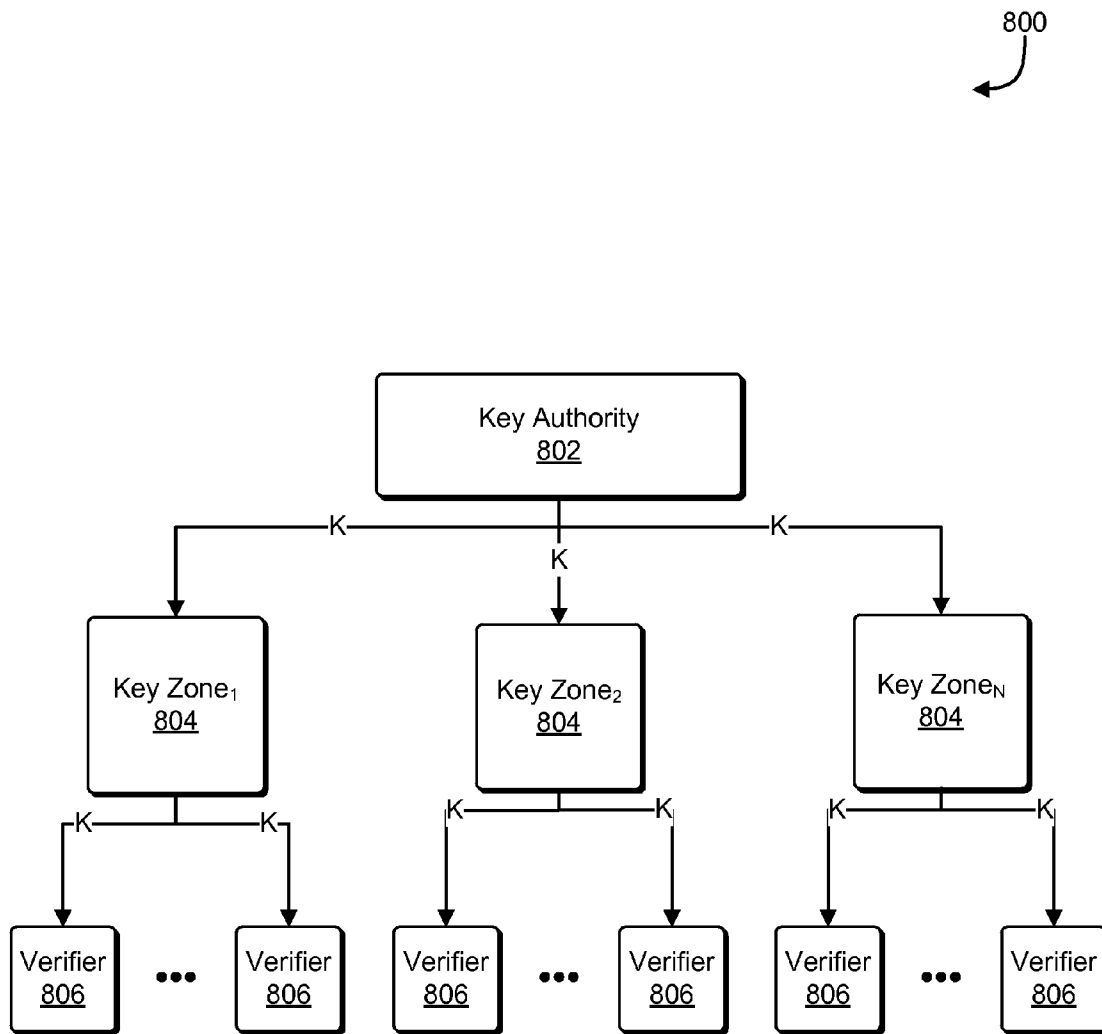 800
Key Authority
802
K
K
K
Key Zone₁
804
Key Zone₂
804
Key Zone_N
804
K
K
K
K
K
K
Verifier
806
•••
Verifier
806
Verifier
806
•••
Verifier
806
Verifier
806
•••
Verifier
806